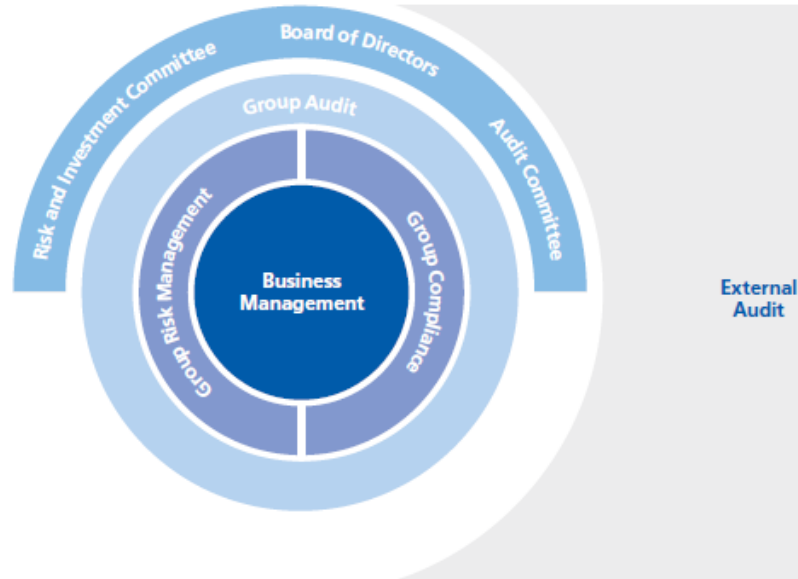 Risk and Investment Committee
Board of Directors
Audit Committee
Group Audit
Group Risk Management
Group Compliance
Business
Management
External
Audit